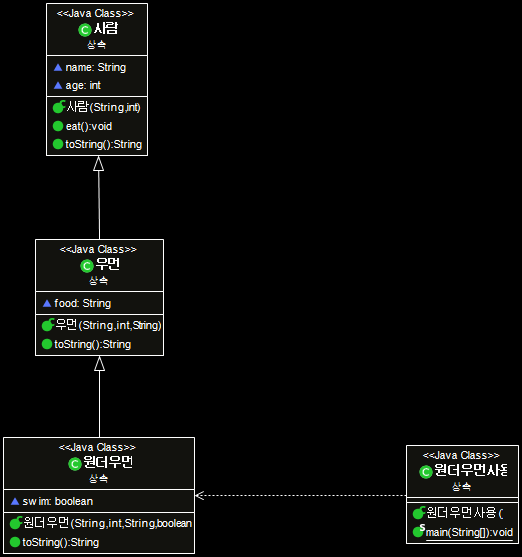 <<Java Class>>
사람
상속
name: String
age: int
사람(String,int)
eat():void
toString():String
<<Java Class>>
우먼
상속
food: String
우먼(String,int,String)
toString():String
<<Java Class>>
원더우먼
상속
swim: boolean
원더우먼(String,int,String,boolean
toString():String
<<Java Class>>
원더우먼사용
상속
원더우먼사용(
main(String[]):void